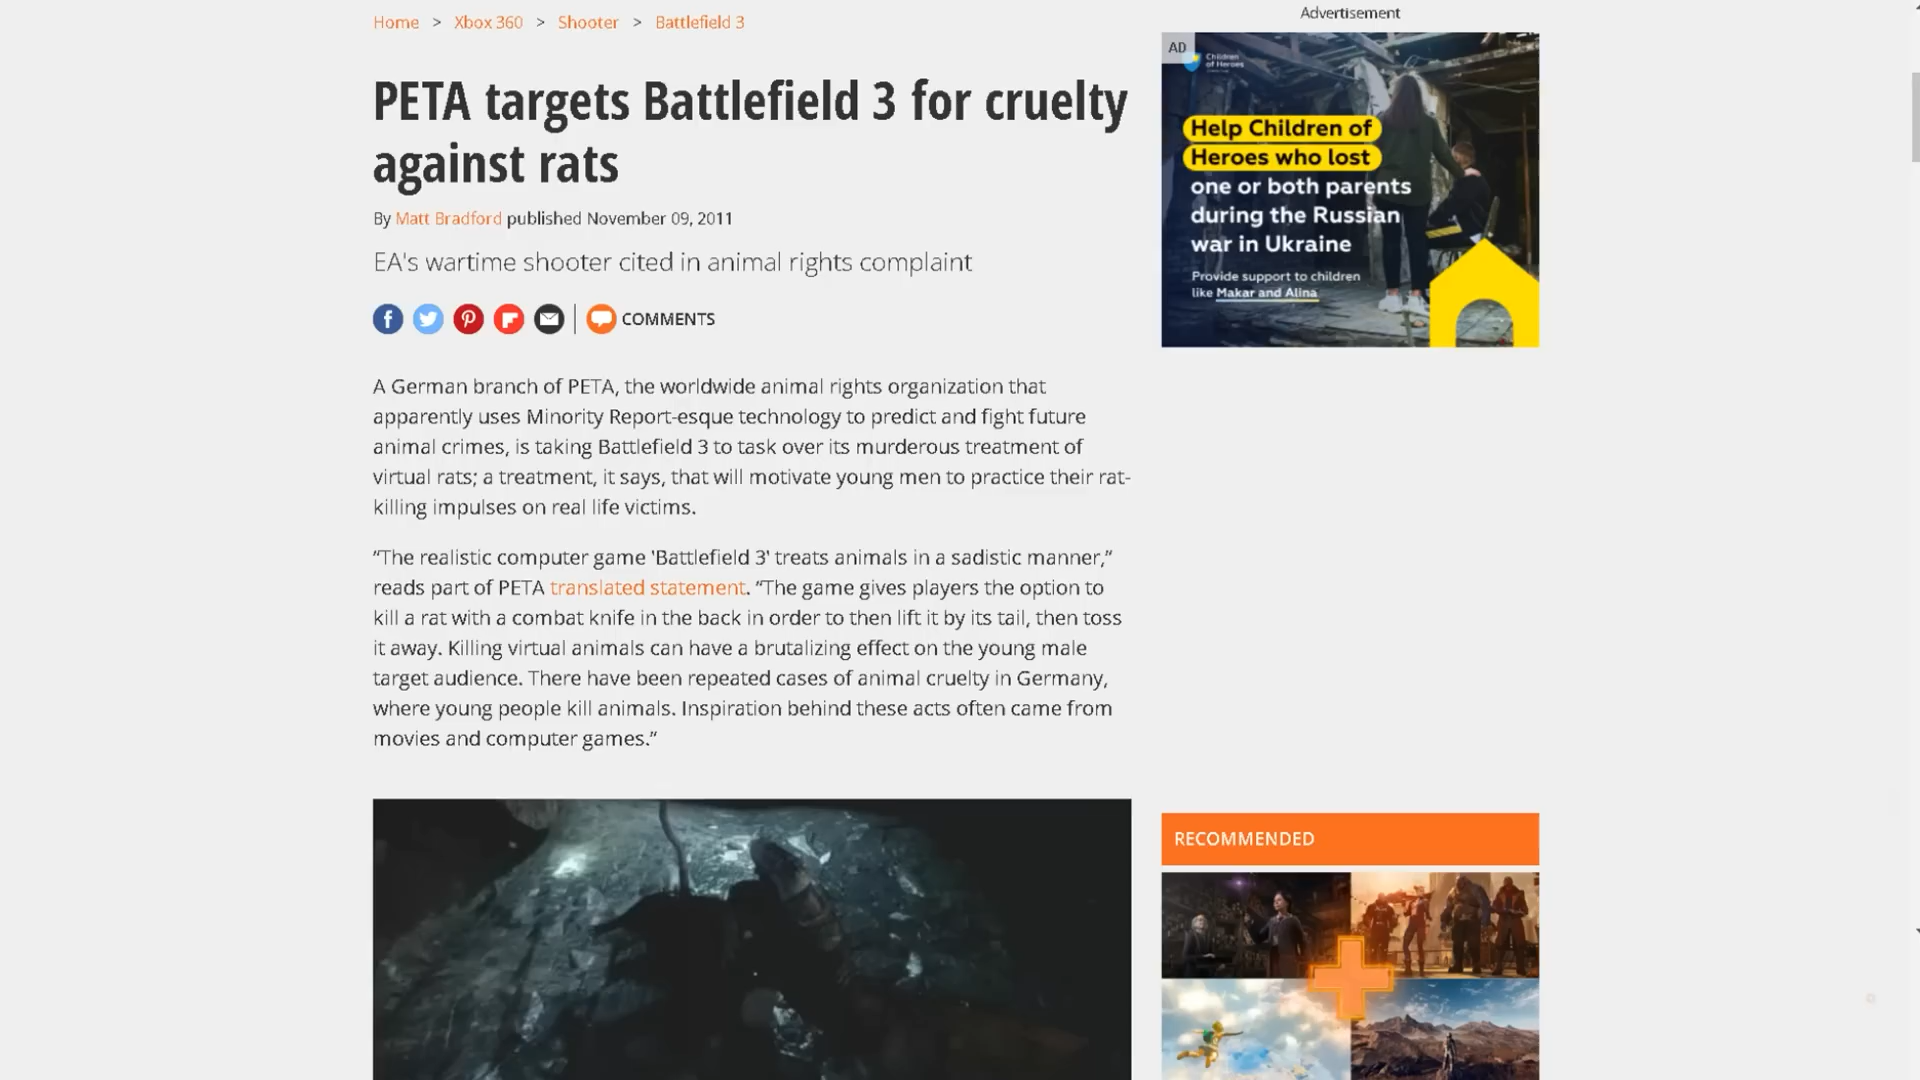 Home > Xbox 360 > Shooter > Battlefield 3
PETA targets Battlefield 3 for cruelty
against rats
By Matt Bradford published November 09, 2011
EA's wartime shooter cited in animal rights complaint
COMMENTS
A German branch of PETA, the worldwide animal rights organization that
apparently uses Minority Report-esque technology to predict and fight future
animal crimes, is taking Battlefield 3 to task over its murderous treatment of
virtual rats; a treatment, it says, that will motivate young men to practice their rat-
killing impulses on real life victims.
“The realistic computer game 'Battlefield 3' treats animals in a sadistic manner,”
reads part of PETA translated statement. “The game gives players the option to
kill a rat with a combat knife in the back in order to then lift it by its tail, then toss
it away. Killing virtual animals can have a brutalizing effect on the young male
target audience. There have been repeated cases of animal cruelty in Germany,
where young people kill animals. Inspiration behind these acts often came from
movies and computer games.”
Advertisement
AD
Children
of Heroes
Help Children of
Heroes who lost
one or both parents
during the Russian
war in Ukraine
Provide support to children
like Makar and Alina
RECOMMENDED